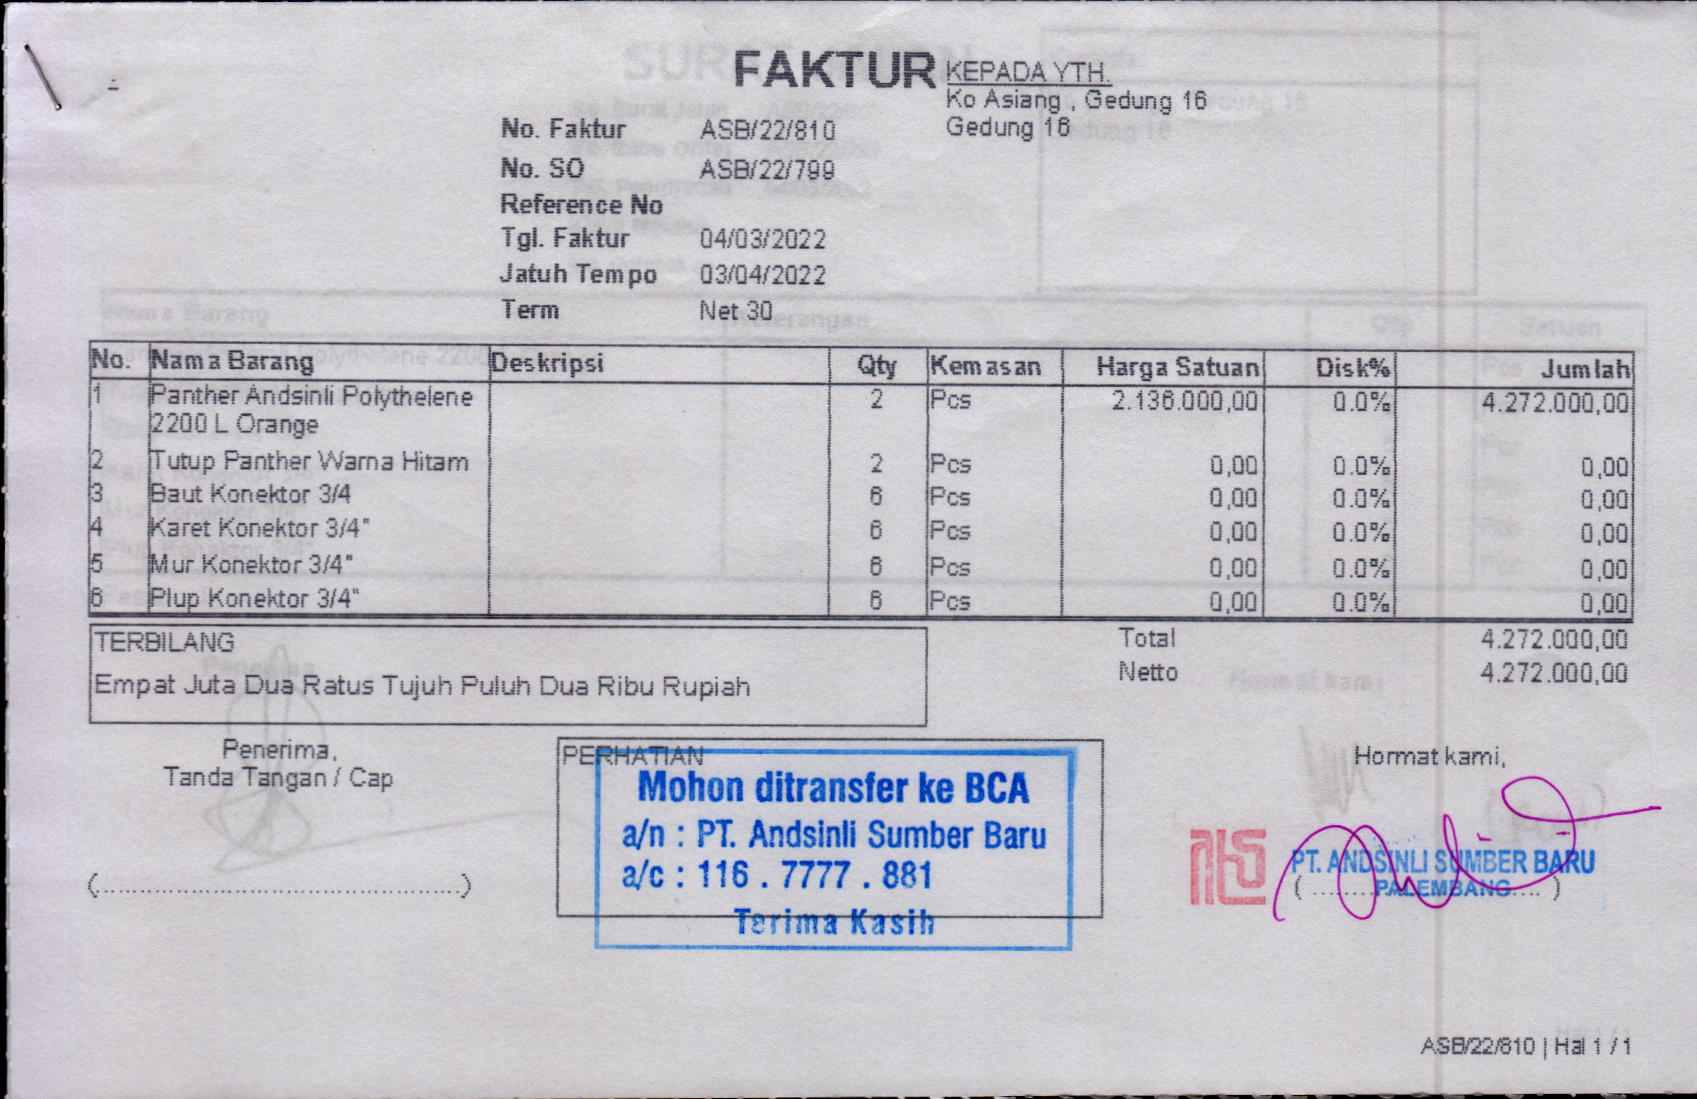 FAKTUR
KEPADA YTH.
Ko Asiang , Gedung 16
Gedung 16
No. Faktur ASB/22/810
No. SO ASB/22/799
Reference No
Tgl. Faktur 04/03/2022
Jatuh Tempo 03/04/2022
Term Net 30
No. Nama Barang Deskripsi Qty Kemasan Harga Satuan Disk% Jumlah
1 Panther Andsinli Polythelene 2 Pcs 2.136.000,00 0.0% 4.272.000,00
2200 L Orange
2 Tutup Panther Warna Hitam 2 Pcs 0,00 0.0% 0,00
3 Baut Konektor 3/4 6 Pcs 0,00 0.0% 0,00
4 Karet Konektor 3/4" 6 Pcs 0,00 0.0% 0,00
5 Mur Konektor 3/4" 6 Pcs 0,00 0.0% 0,00
6 Plup Konektor 3/4" 6 Pcs 0,00 0.0% 0,00
TERBILANG
Empat Juta Dua Ratus Tujuh Puluh Dua Ribu Rupiah
Total 4.272.000,00
Netto 4.272.000,00
Penerima,
Tanda Tangan / Cap
(..............................................)
PERHATIAN
Mohon ditransfer ke BCA
a/n : PT. Andsinli Sumber Baru
a/c : 116 . 7777 . 881
Terima Kasih
Hormat kami,
PT. ANDSINLI SUMBER BARU
PALEMBANG
ASB/22/810 | Hal 1 / 1